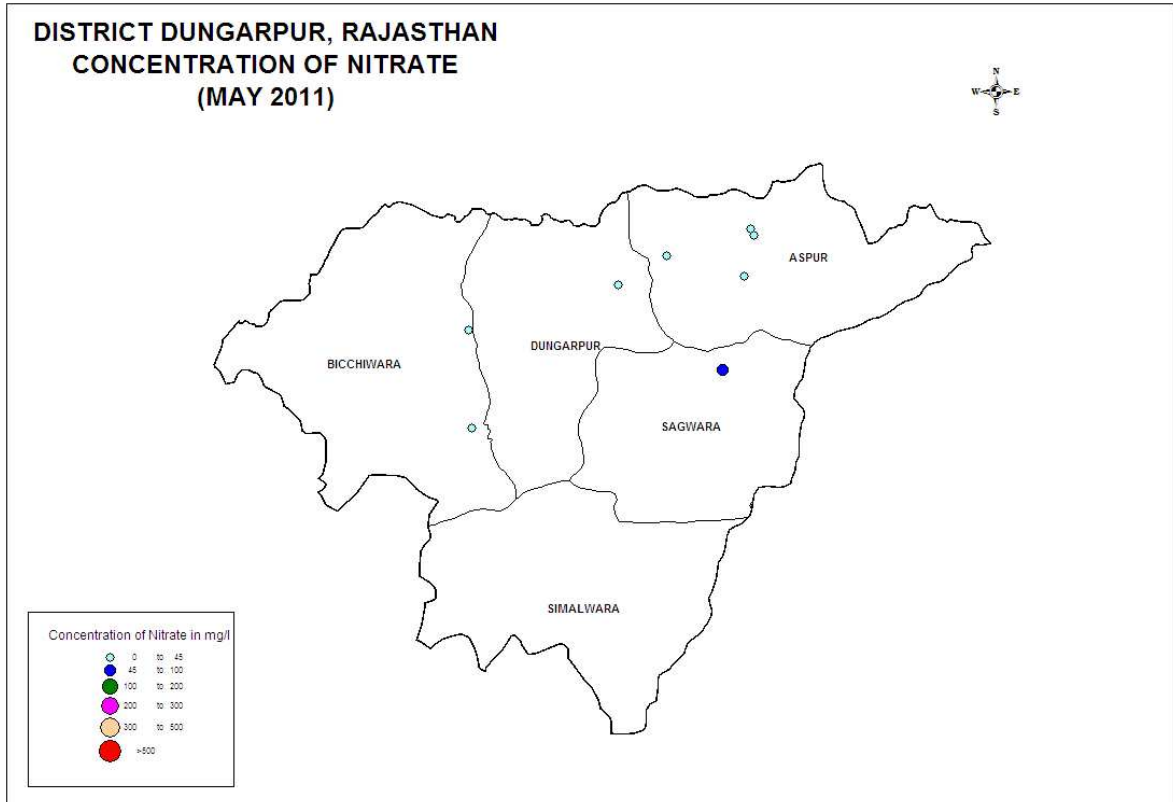 DISTRICT DUNGARPUR, RAJASTHAN
CONCENTRATION OF NITRATE
(MAY 2011)
N
W E
S
ASPUR
DUNGARPUR
BICCHIWARA
SAGWARA
SIMALWARA
Concentration of Nitrate in mg/l
0 to 45
45 to 100
100 to 200
200 to 300
300 to 500
>500